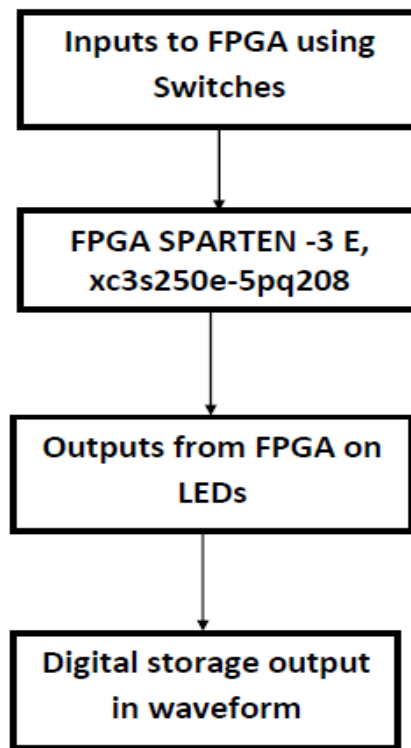 Inputs to FPGA using
Switches
FPGA SPARTEN -3 E,
xc3s250e-5pq208
Outputs from FPGA on
LEDs
Digital storage output
in waveform